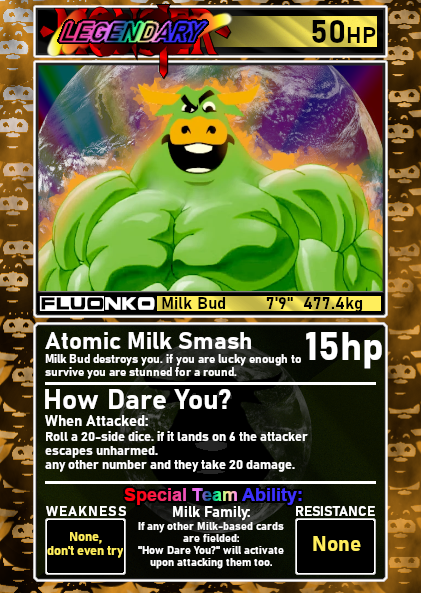 LEGENDARY
50HP
FLUONKO Milk Bud 7'9" 477.4kg
Atomic Milk Smash 15hp
Milk Bud destroys you. if you are lucky enough to
survive you are stunned for a round.
How Dare You?
When Attacked:
Roll a 20-side dice. if it lands on 6 the attacker
escapes unharmed.
any other number and they take 20 damage.
Special Team Ability:
WEAKNESS
None,
don't even try
Milk Family:
If any other Milk-based cards
are fielded:
"How Dare You?" will activate
upon attacking them too.
RESISTANCE
None